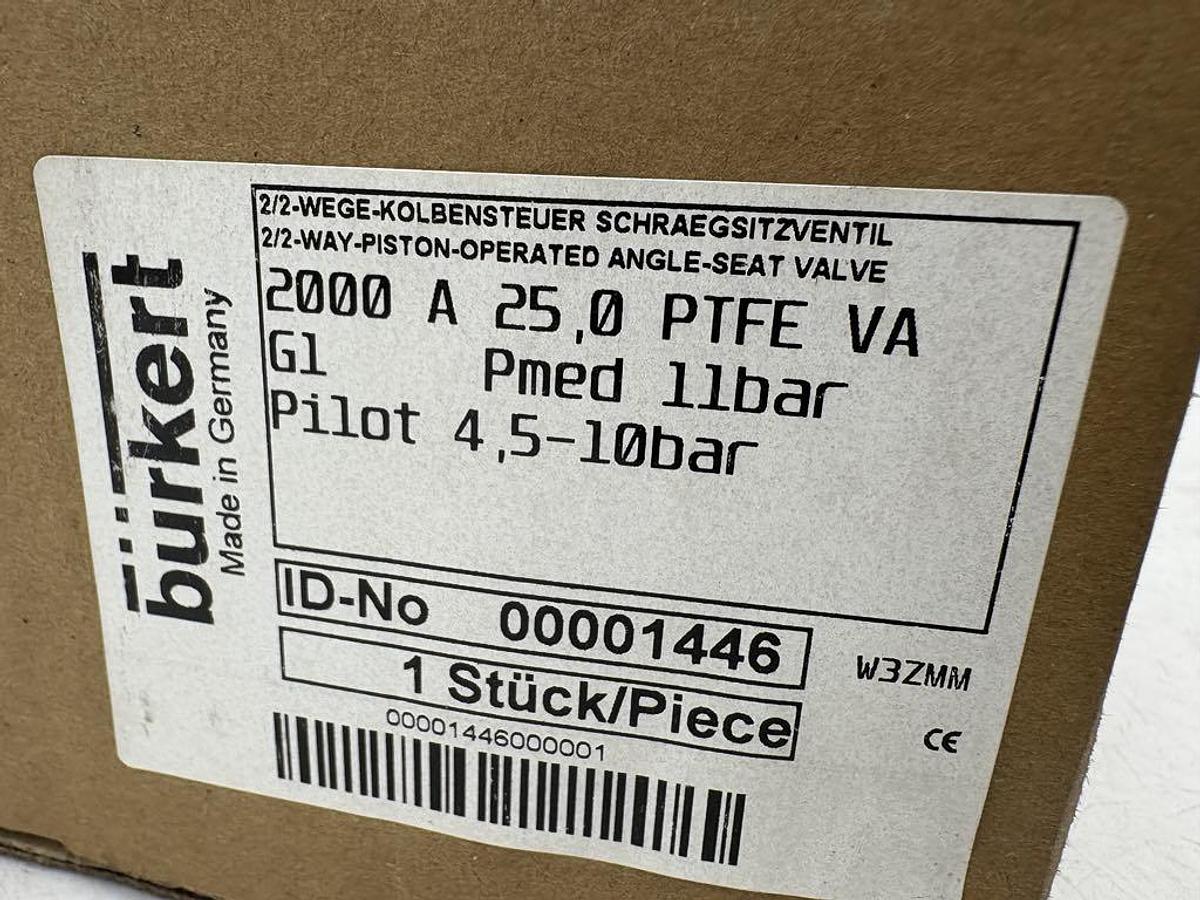 bürkert
Made in Germany
2/2-WEGE-KOLBENSTEUER SCHRAEGSITZVENTIL
2/2-WAY-PISTON-OPERATED ANGLE-SEAT VALVE
2000 A 25,0 PTFE VA
G1 Pmed 11bar
Pilot 4,5-10bar
ID-No 00001446
W3ZMM
1 Stück/Piece
CE
00001446000001